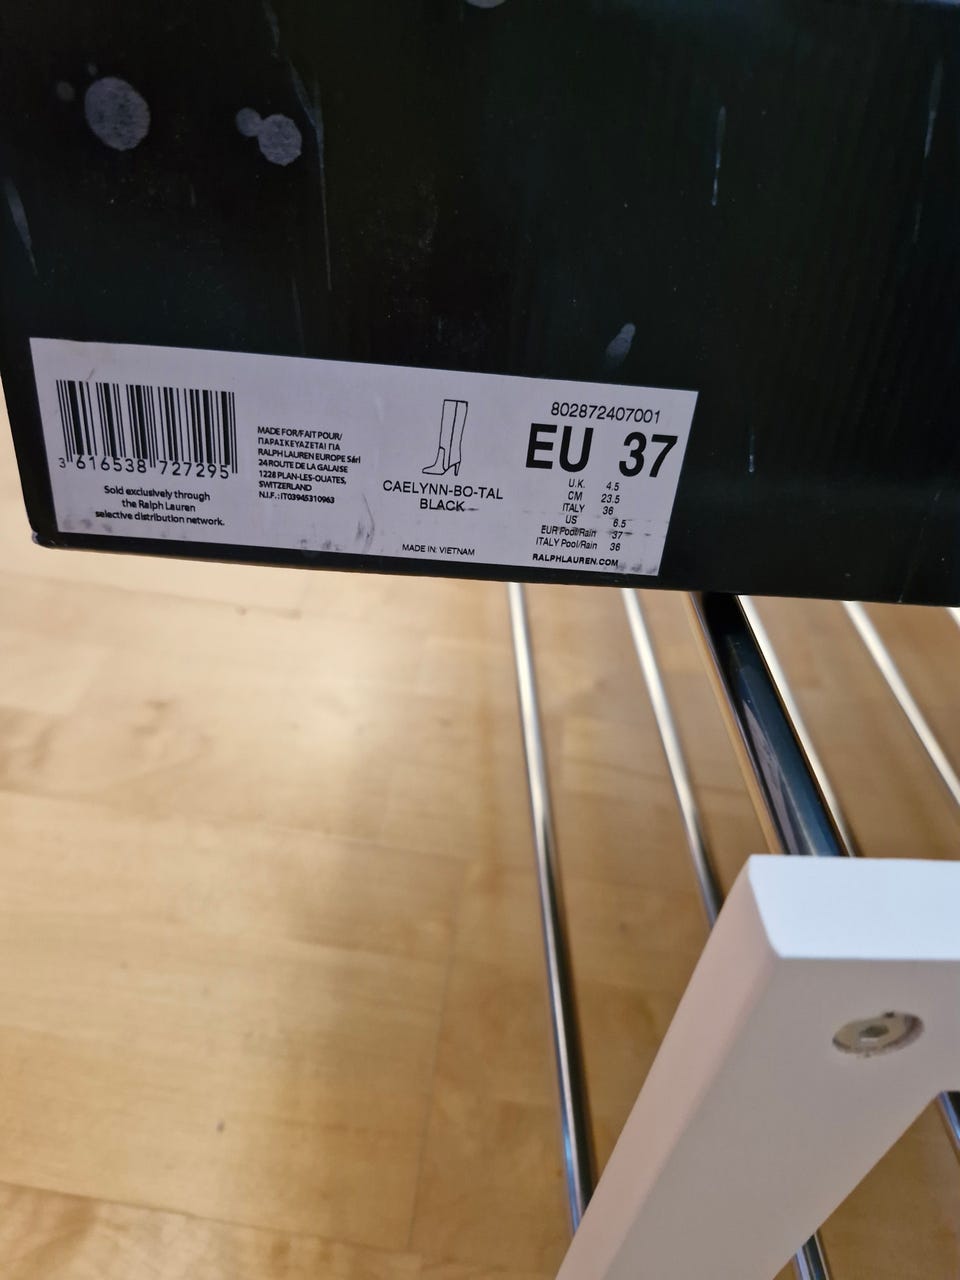 3 616538 727295
Sold exclusively through
the Ralph Lauren
selective distribution network.
MADE FOR/FAIT POUR/
ΠΑΡΑΣΚΕΥΑΖΕΤΑΙ ΓΙΑ
RALPH LAUREN EUROPE Sàrl
24 ROUTE DE LA GALAISE
1228 PLAN-LES-OUATES,
SWITZERLAND
N.I.F.:IT03945310963
CAELYNN-BO-TAL
BLACK
MADE IN: VIETNAM
802872407001
EU 37
U.K. 4.5
CM 23.5
ITALY 36
US 6.5
EUR Pool/Rain 37
ITALY Pool/Rain 36
RALPHLAUREN.COM